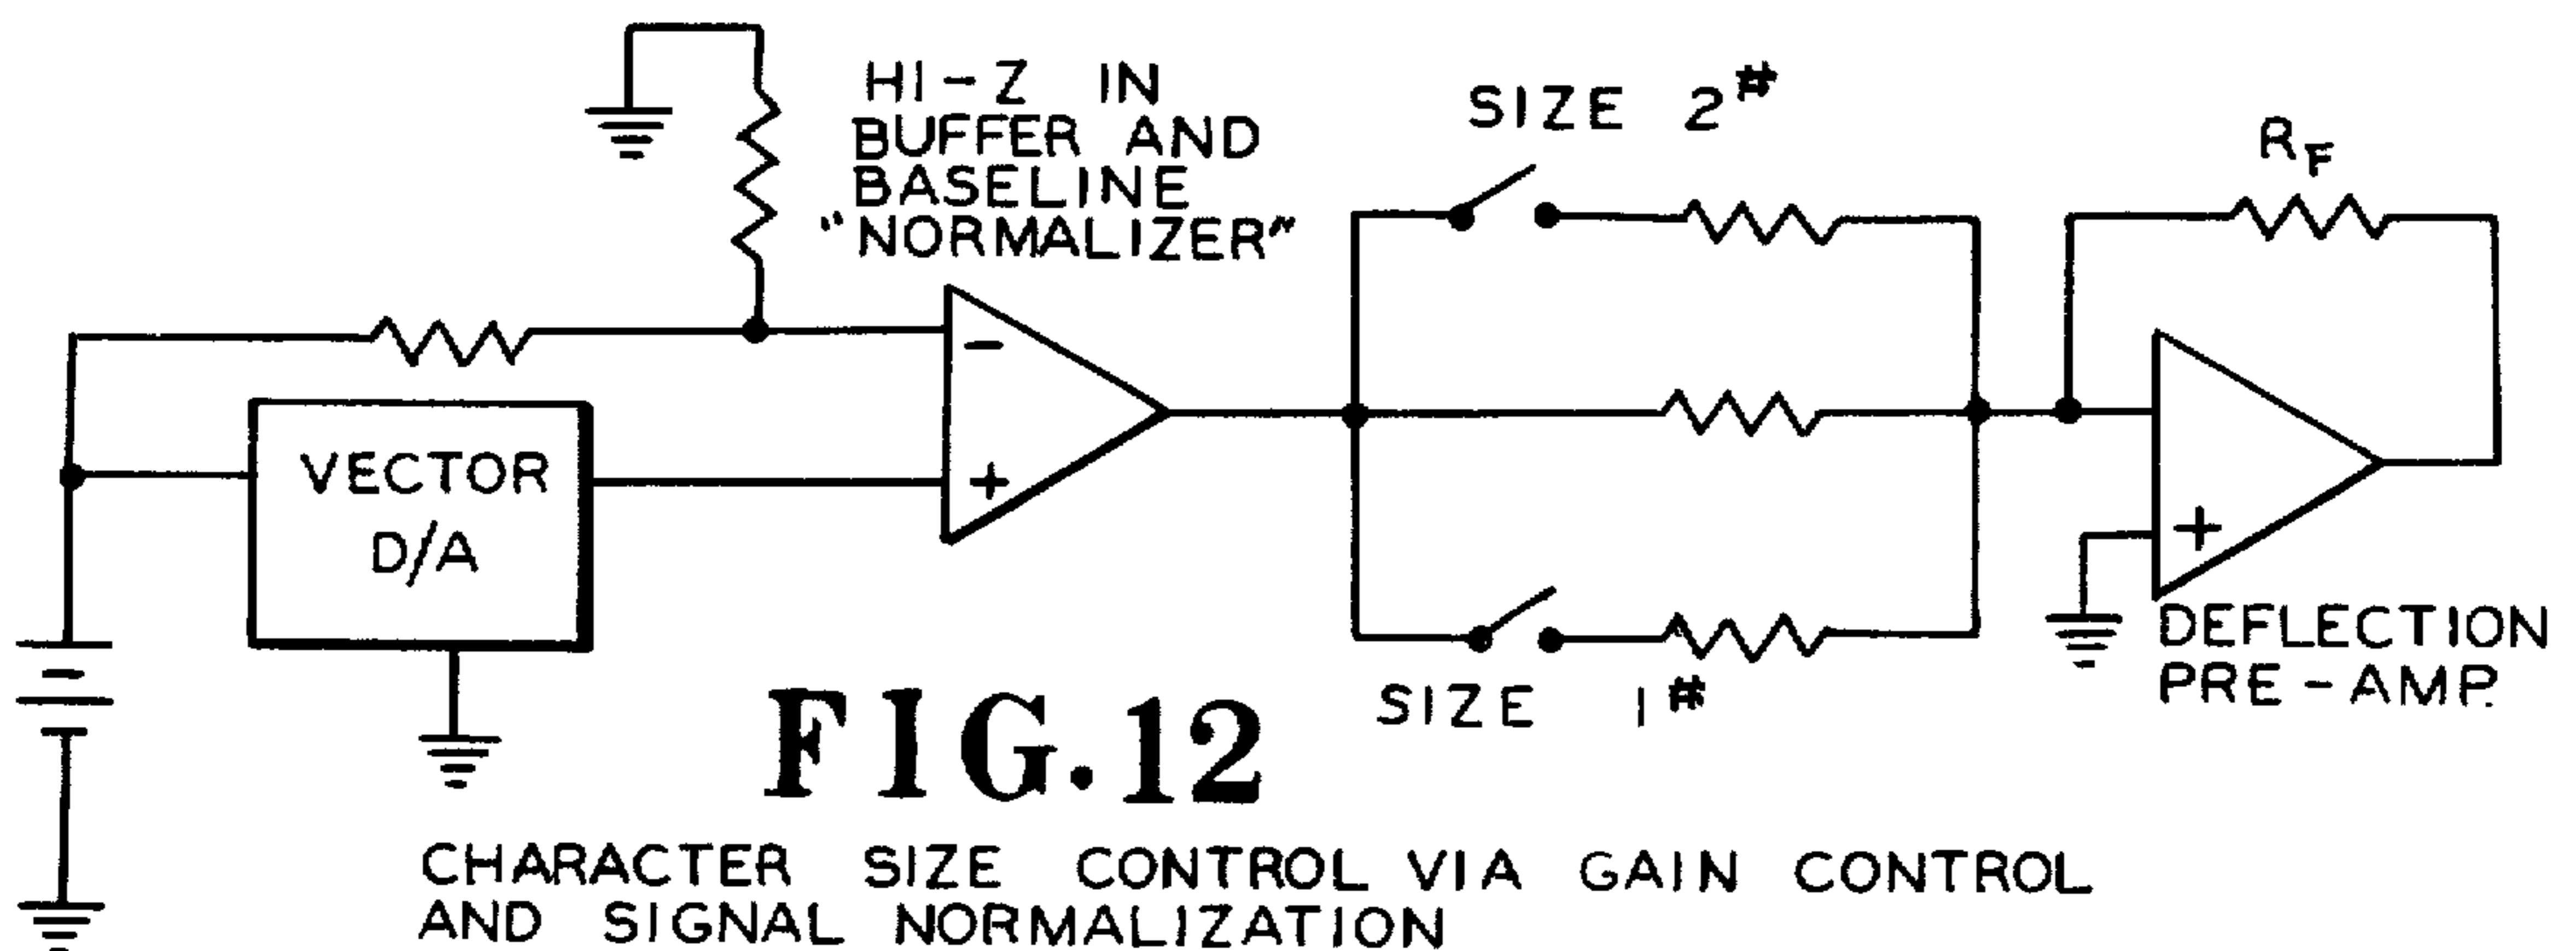 HI-Z IN
BUFFER AND
BASELINE
"NORMALIZER"
SIZE 2#
RF
-
+
VECTOR
D/A
+
SIZE 1#
DEFLECTION
PRE-AMP.
FIG.12
CHARACTER SIZE CONTROL VIA GAIN CONTROL
AND SIGNAL NORMALIZATION